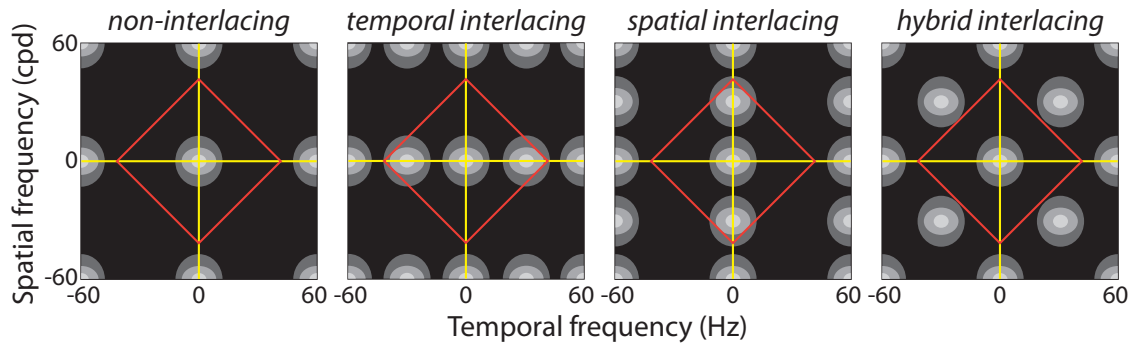 non-interlacing temporal interlacing spatial interlacing hybrid interlacing
Spatial frequency (cpd)
60
0
-60
-60 0 60 -60 0 60 -60 0 60 -60 0 60
Temporal frequency (Hz)